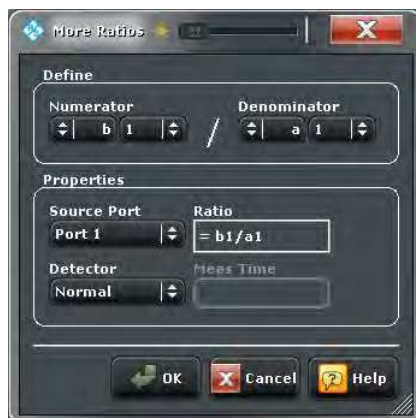 More Ratios
Define
Numerator Denominator
b 1 / a 1
Properties
Source Port Ratio
Port 1 = b1/a1
Detector Meas Time
Normal
OK Cancel Help